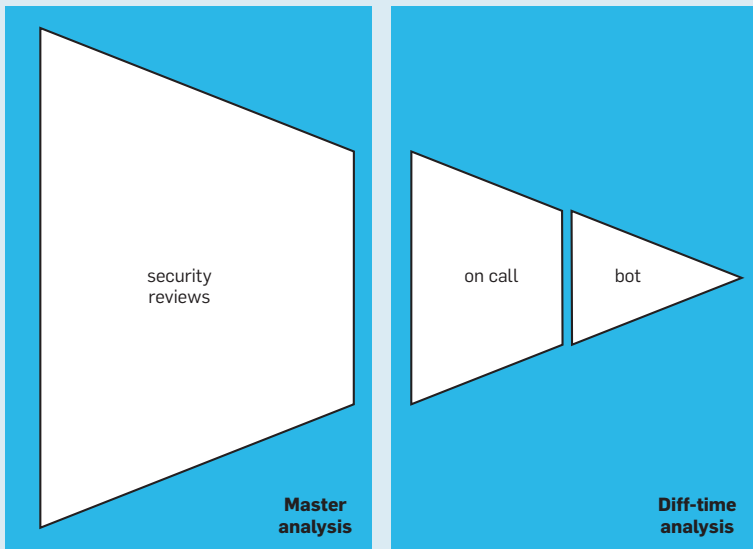 security
reviews
Master
analysis
on call
bot
Diff-time
analysis